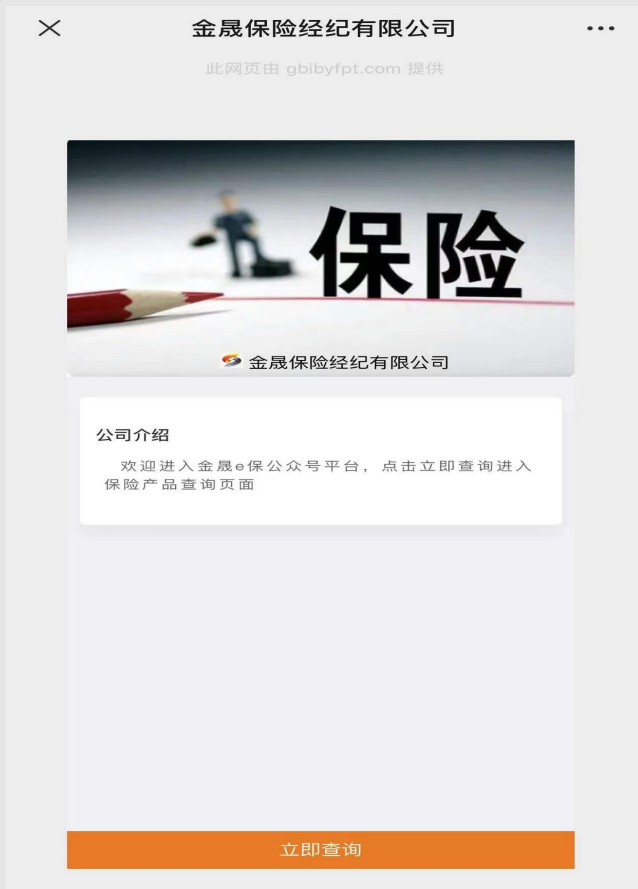 金晟保险经纪有限公司
此网页由 gbibyfpt.com 提供
保险
金晟保险经纪有限公司
公司介绍
欢迎进入金晟e保公众号平台，点击立即查询进入
保险产品查询页面
立即查询